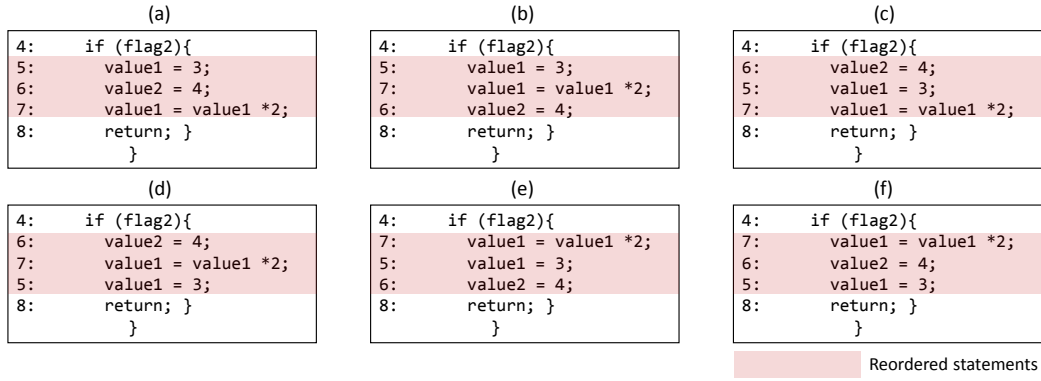 (a)
4: if (flag2){
5: value1 = 3;
6: value2 = 4;
7: value1 = value1 *2;
8: return; }
}
(b)
4: if (flag2){
5: value1 = 3;
7: value1 = value1 *2;
6: value2 = 4;
8: return; }
}
(c)
4: if (flag2){
6: value2 = 4;
5: value1 = 3;
7: value1 = value1 *2;
8: return; }
}
(d)
4: if (flag2){
6: value2 = 4;
7: value1 = value1 *2;
5: value1 = 3;
8: return; }
}
(e)
4: if (flag2){
7: value1 = value1 *2;
5: value1 = 3;
6: value2 = 4;
8: return; }
}
(f)
4: if (flag2){
7: value1 = value1 *2;
6: value2 = 4;
5: value1 = 3;
8: return; }
}
Reordered statements